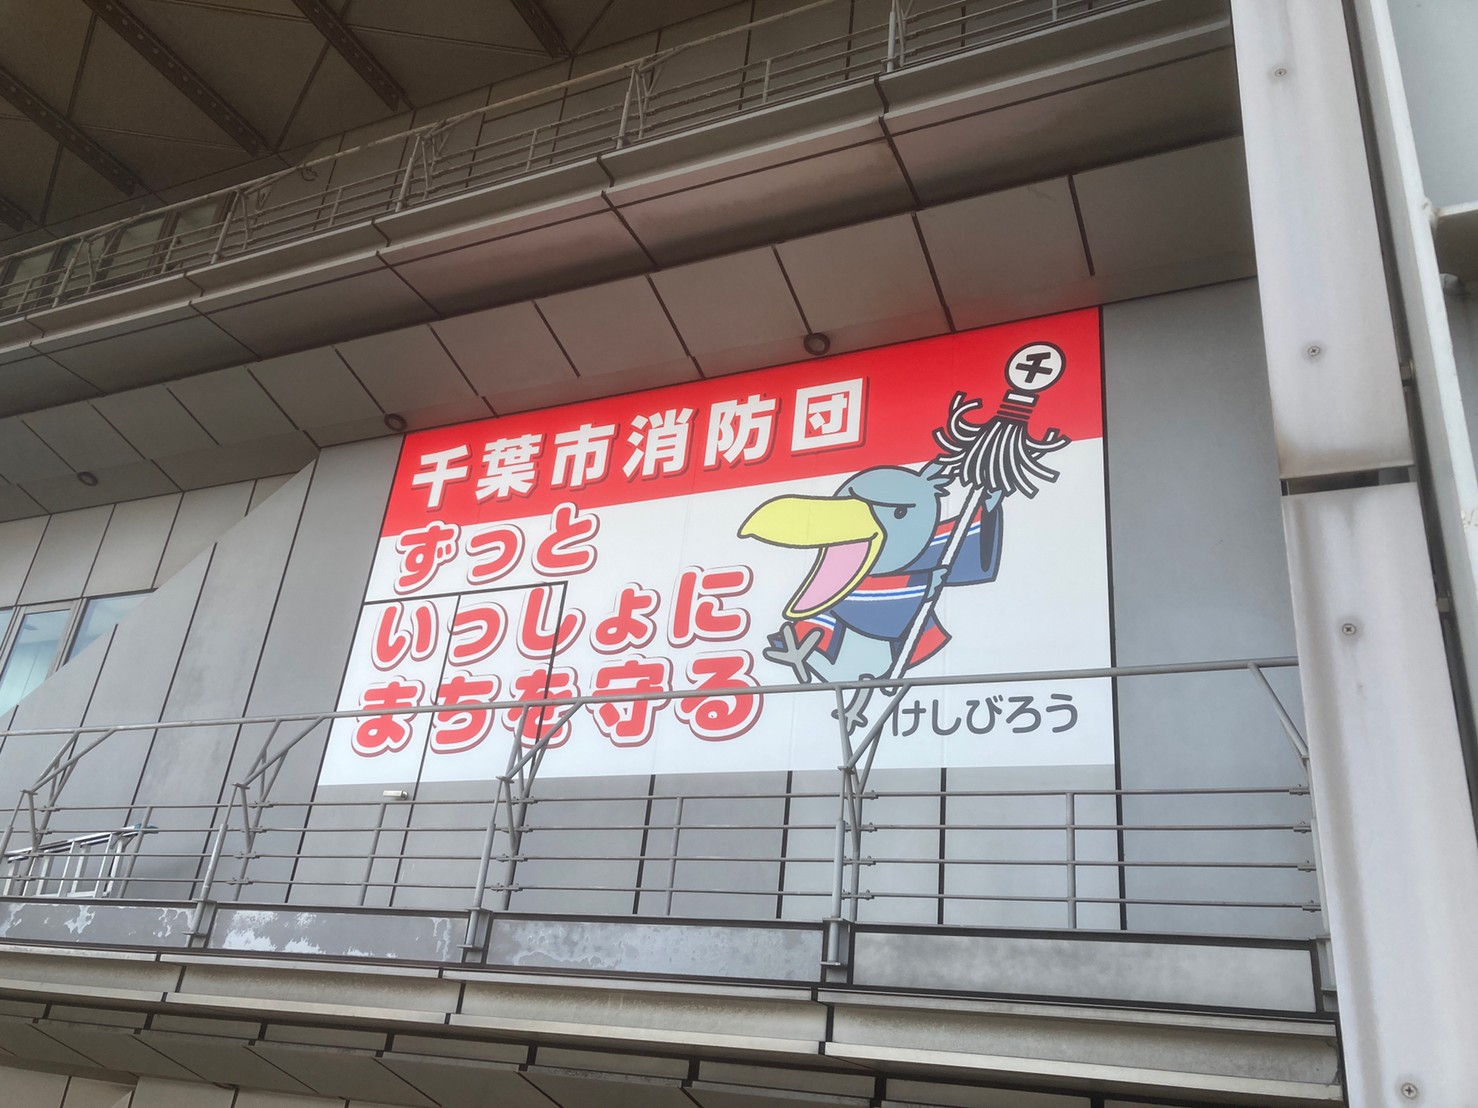 千葉市消防団
千
ずっと
いっしょに
まちを守る
けしびろう